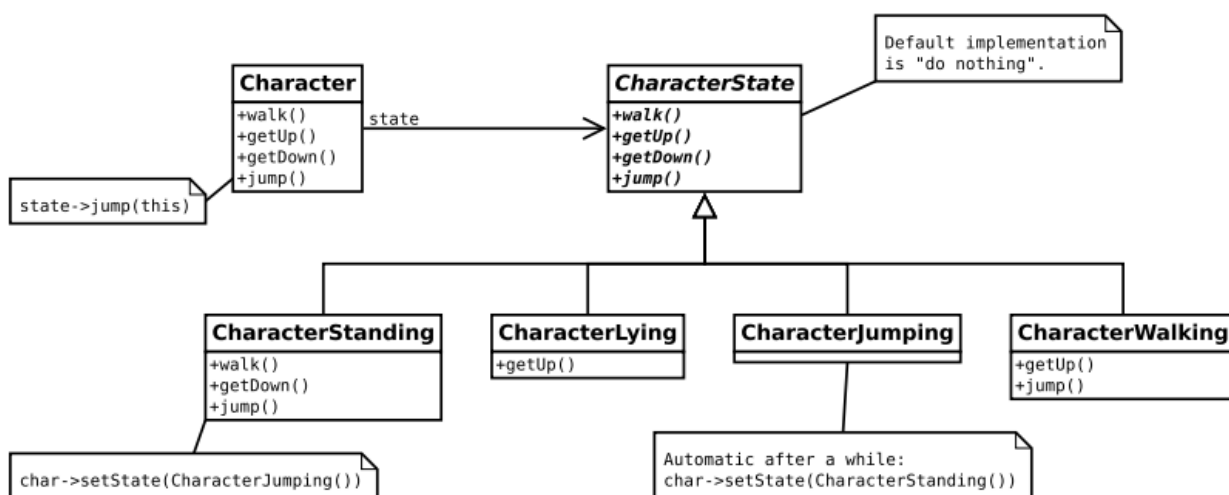 Default implementation
is "do nothing".
Character
+walk()
+getUp()
+getDown()
+jump()
state
CharacterState
+walk()
+getUp()
+getDown()
+jump()
state->jump(this)
CharacterStanding
+walk()
+getDown()
+jump()
CharacterLying
+getUp()
CharacterJumping
CharacterWalking
+getUp()
+jump()
char->setState(CharacterJumping())
Automatic after a while:
char->setState(CharacterStanding())